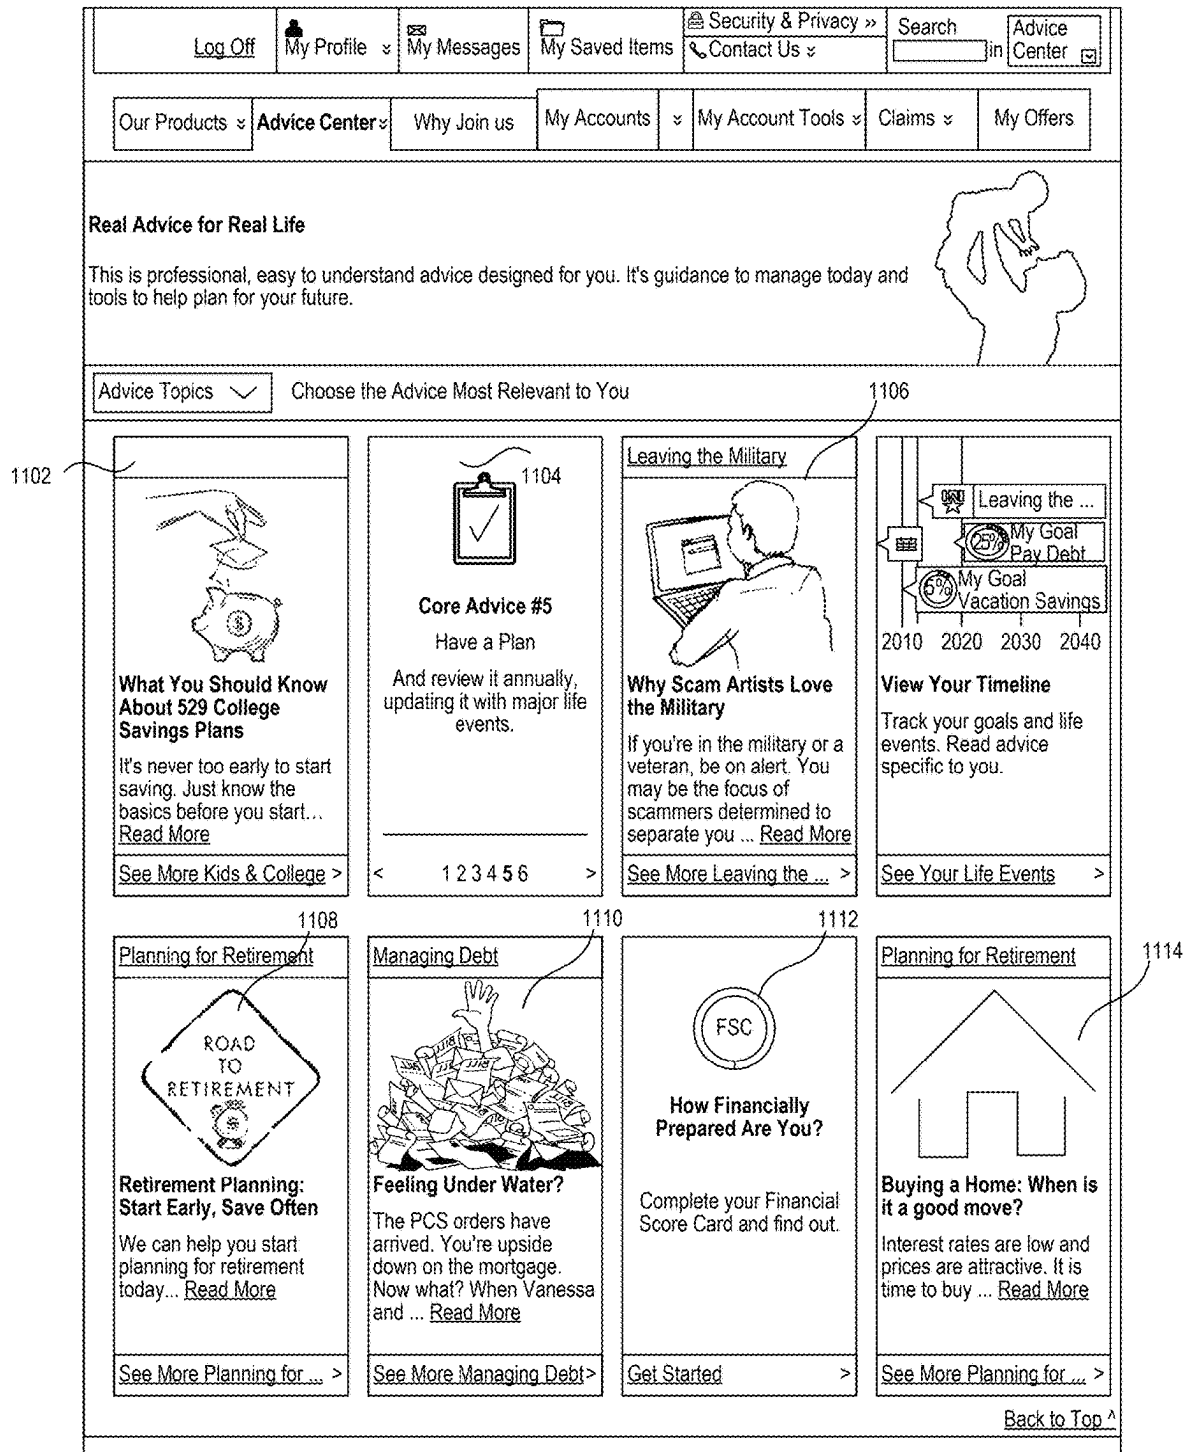 Log Off
My Profile
My Messages
My Saved Items
Security & Privacy »
Contact Us
Search
in
Advice
Center
Our Products
Advice Center
Why Join us
My Accounts
My Account Tools
Claims
My Offers
Real Advice for Real Life
This is professional, easy to understand advice designed for you. It's guidance to manage today and
tools to help plan for your future.
Advice Topics
Choose the Advice Most Relevant to You
1102
What You Should Know
About 529 College
Savings Plans
It's never too early to start
saving. Just know the
basics before you start...
Read More
See More Kids & College >
1104
Core Advice #5
Have a Plan
And review it annually,
updating it with major life
events.
< 1 2 3 4 5 6 >
1106
Leaving the Military
Why Scam Artists Love
the Military
If you're in the military or a
veteran, be on alert. You
may be the focus of
scammers determined to
separate you ... Read More
See More Leaving the ... >
Leaving the ...
25%
My Goal
Pay Debt
5%
My Goal
Vacation Savings
2010 2020 2030 2040
View Your Timeline
Track your goals and life
events. Read advice
specific to you.
See Your Life Events >
1108
Planning for Retirement
ROAD
TO
RETIREMENT
Retirement Planning:
Start Early, Save Often
We can help you start
planning for retirement
today... Read More
See More Planning for ... >
1110
Managing Debt
Feeling Under Water?
The PCS orders have
arrived. You're upside
down on the mortgage.
Now what? When Vanessa
and ... Read More
See More Managing Debt>
1112
FSC
How Financially
Prepared Are You?
Complete your Financial
Score Card and find out.
Get Started >
1114
Planning for Retirement
Buying a Home: When is
it a good move?
Interest rates are low and
prices are attractive. It is
time to buy ... Read More
See More Planning for ... >
Back to Top ^